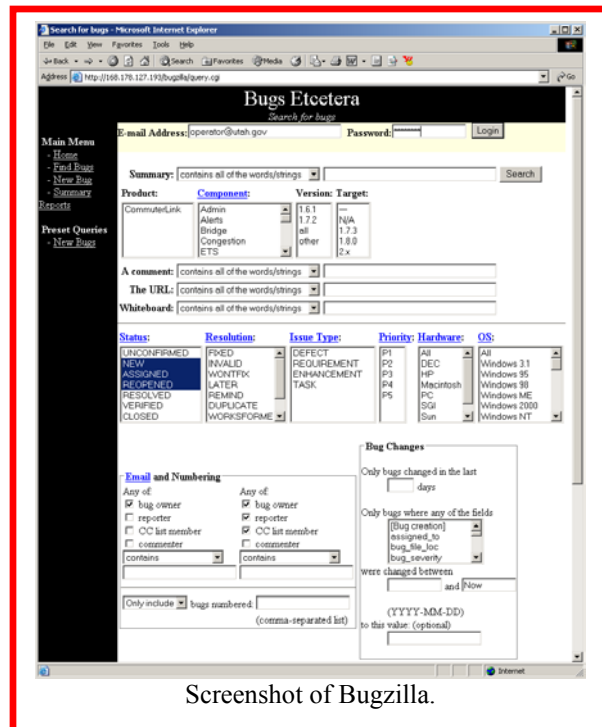 Search for bugs - Microsoft Internet Explorer
File Edit View Favorites Tools Help
Back Search Favorites Media
Address http://168.178.127.193/bugzilla/query.cgi Go
Bugs Etcetera
Search for bugs
E-mail Address: operator@utah.gov Password: ******** Login
Main Menu
- Home
- Find Bugs
- New Bug
- Summary
Reports
Preset Queries
- New Bugs
Summary: contains all of the words/strings Search
Product: Component: Version: Target:
CommuterLink Admin 1.6.1 ---
Alerts 1.7.2 N/A
Bridge all 1.7.3
Congestion other 1.8.0
ETS 2.x
A comment: contains all of the words/strings
The URL: contains all of the words/strings
Whiteboard: contains all of the words/strings
Status: Resolution: Issue Type: Priority: Hardware: OS:
UNCONFIRMED FIXED DEFECT P1 All All
NEW INVALID REQUIREMENT P2 DEC Windows 3.1
ASSIGNED WONTFIX ENHANCEMENT P3 HP Windows 95
REOPENED LATER TASK P4 Macintosh Windows 98
RESOLVED REMIND P5 PC Windows ME
VERIFIED DUPLICATE SGI Windows 2000
CLOSED WORKSFORME Sun Windows NT
Email and Numbering
Any of: Any of:
bug owner bug owner
reporter reporter
CC list member CC list member
commenter commenter
contains contains
Only include bugs numbered:
(comma-separated list)
Bug Changes
Only bugs changed in the last
days
Only bugs where any of the fields
[Bug creation]
assigned_to
bug_file_loc
bug_severity
were changed between
and Now
(YYYY-MM-DD)
to this value: (optional)
Internet
Screenshot of Bugzilla.